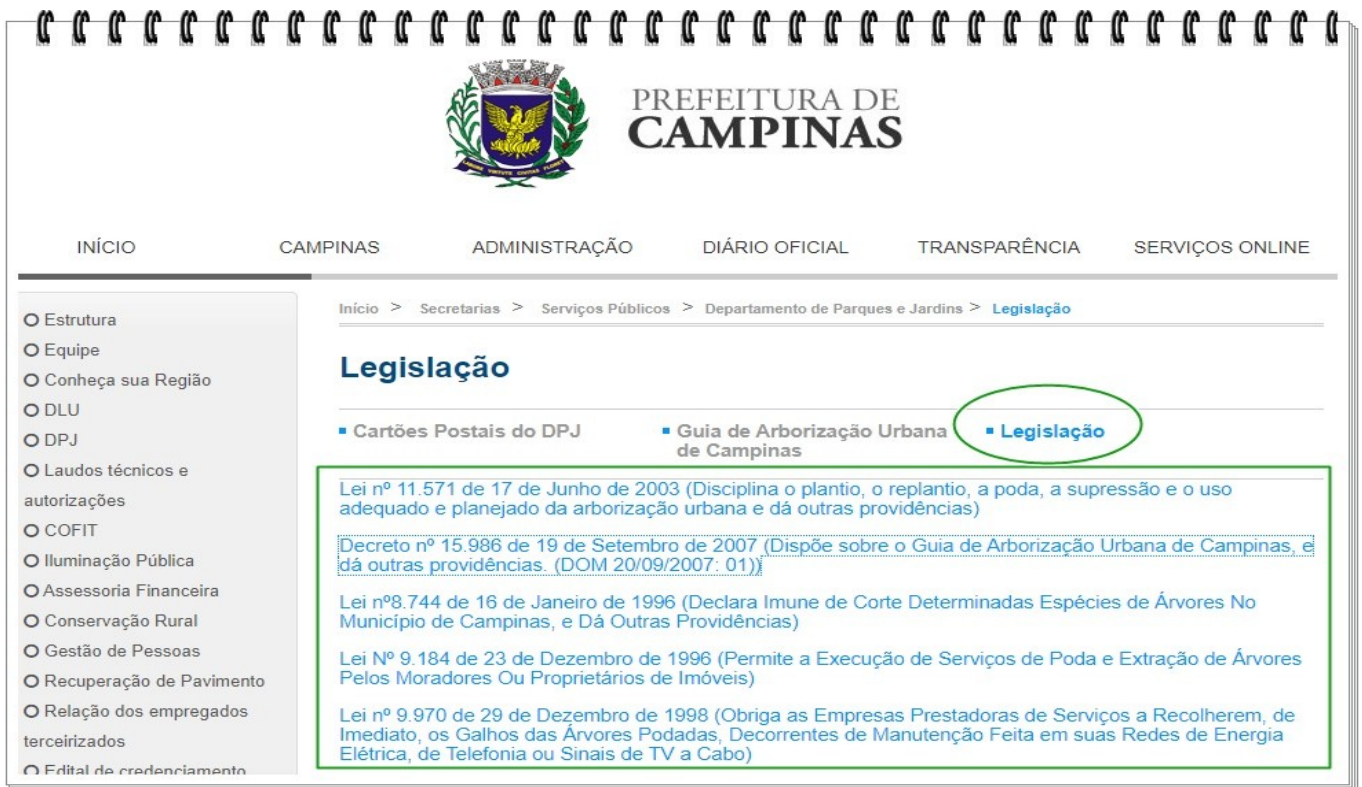 PREFEITURA DE
CAMPINAS
LABORE VIRTUTE CIVITAS FLORET
INÍCIO CAMPINAS ADMINISTRAÇÃO DIÁRIO OFICIAL TRANSPARÊNCIA SERVIÇOS ONLINE
O Estrutura
O Equipe
O Conheça sua Região
O DLU
O DPJ
O Laudos técnicos e
autorizações
O COFIT
O Iluminação Pública
O Assessoria Financeira
O Conservação Rural
O Gestão de Pessoas
O Recuperação de Pavimento
O Relação dos empregados
terceirizados
O Edital de credenciamento
Início > Secretarias > Serviços Públicos > Departamento de Parques e Jardins > Legislação
Legislação
Cartões Postais do DPJ
Guia de Arborização Urbana
de Campinas
Legislação
Lei nº 11.571 de 17 de Junho de 2003 (Disciplina o plantio, o replantio, a poda, a supressão e o uso
adequado e planejado da arborização urbana e dá outras providências)
Decreto nº 15.986 de 19 de Setembro de 2007 (Dispõe sobre o Guia de Arborização Urbana de Campinas, e
dá outras providências. (DOM 20/09/2007: 01))
Lei nº8.744 de 16 de Janeiro de 1996 (Declara Imune de Corte Determinadas Espécies de Árvores No
Município de Campinas, e Dá Outras Providências)
Lei Nº 9.184 de 23 de Dezembro de 1996 (Permite a Execução de Serviços de Poda e Extração de Árvores
Pelos Moradores Ou Proprietários de Imóveis)
Lei nº 9.970 de 29 de Dezembro de 1998 (Obriga as Empresas Prestadoras de Serviços a Recolherem, de
Imediato, os Galhos das Árvores Podadas, Decorrentes de Manutenção Feita em suas Redes de Energia
Elétrica, de Telefonia ou Sinais de TV a Cabo)